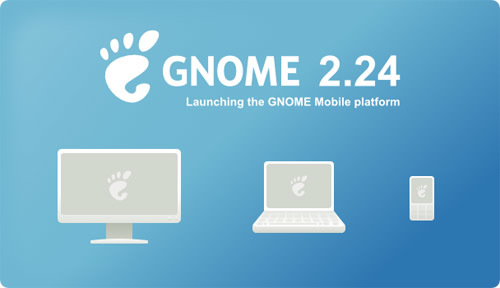 GNOME 2.24
Launching the GNOME Mobile platform